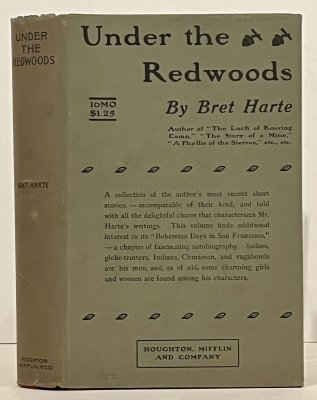 UNDER
THE
REDWOODS
BRET HARTE
HOUGHTON
MIFFLIN & CO.
Under the
Redwoods
16MO
$1.25
By Bret Harte
Author of "The Luck of Roaring
Camp," "The Story of a Mine,"
"A Phyllis of the Sierras," etc., etc.
A collection of the author's most recent short
stories,—incomparable of their kind, and told
with all the delightful charm that characterizes Mr.
Harte's writings. This volume finds additional
interest in its "Bohemian Days in San Francisco,"
—a chapter of fascinating autobiography. Sailors,
globe-trotters, Indians, Chinamen, and vagabonds
are his men, and, as of old, some charming girls
and women are found among his characters.
HOUGHTON, MIFFLIN
AND COMPANY